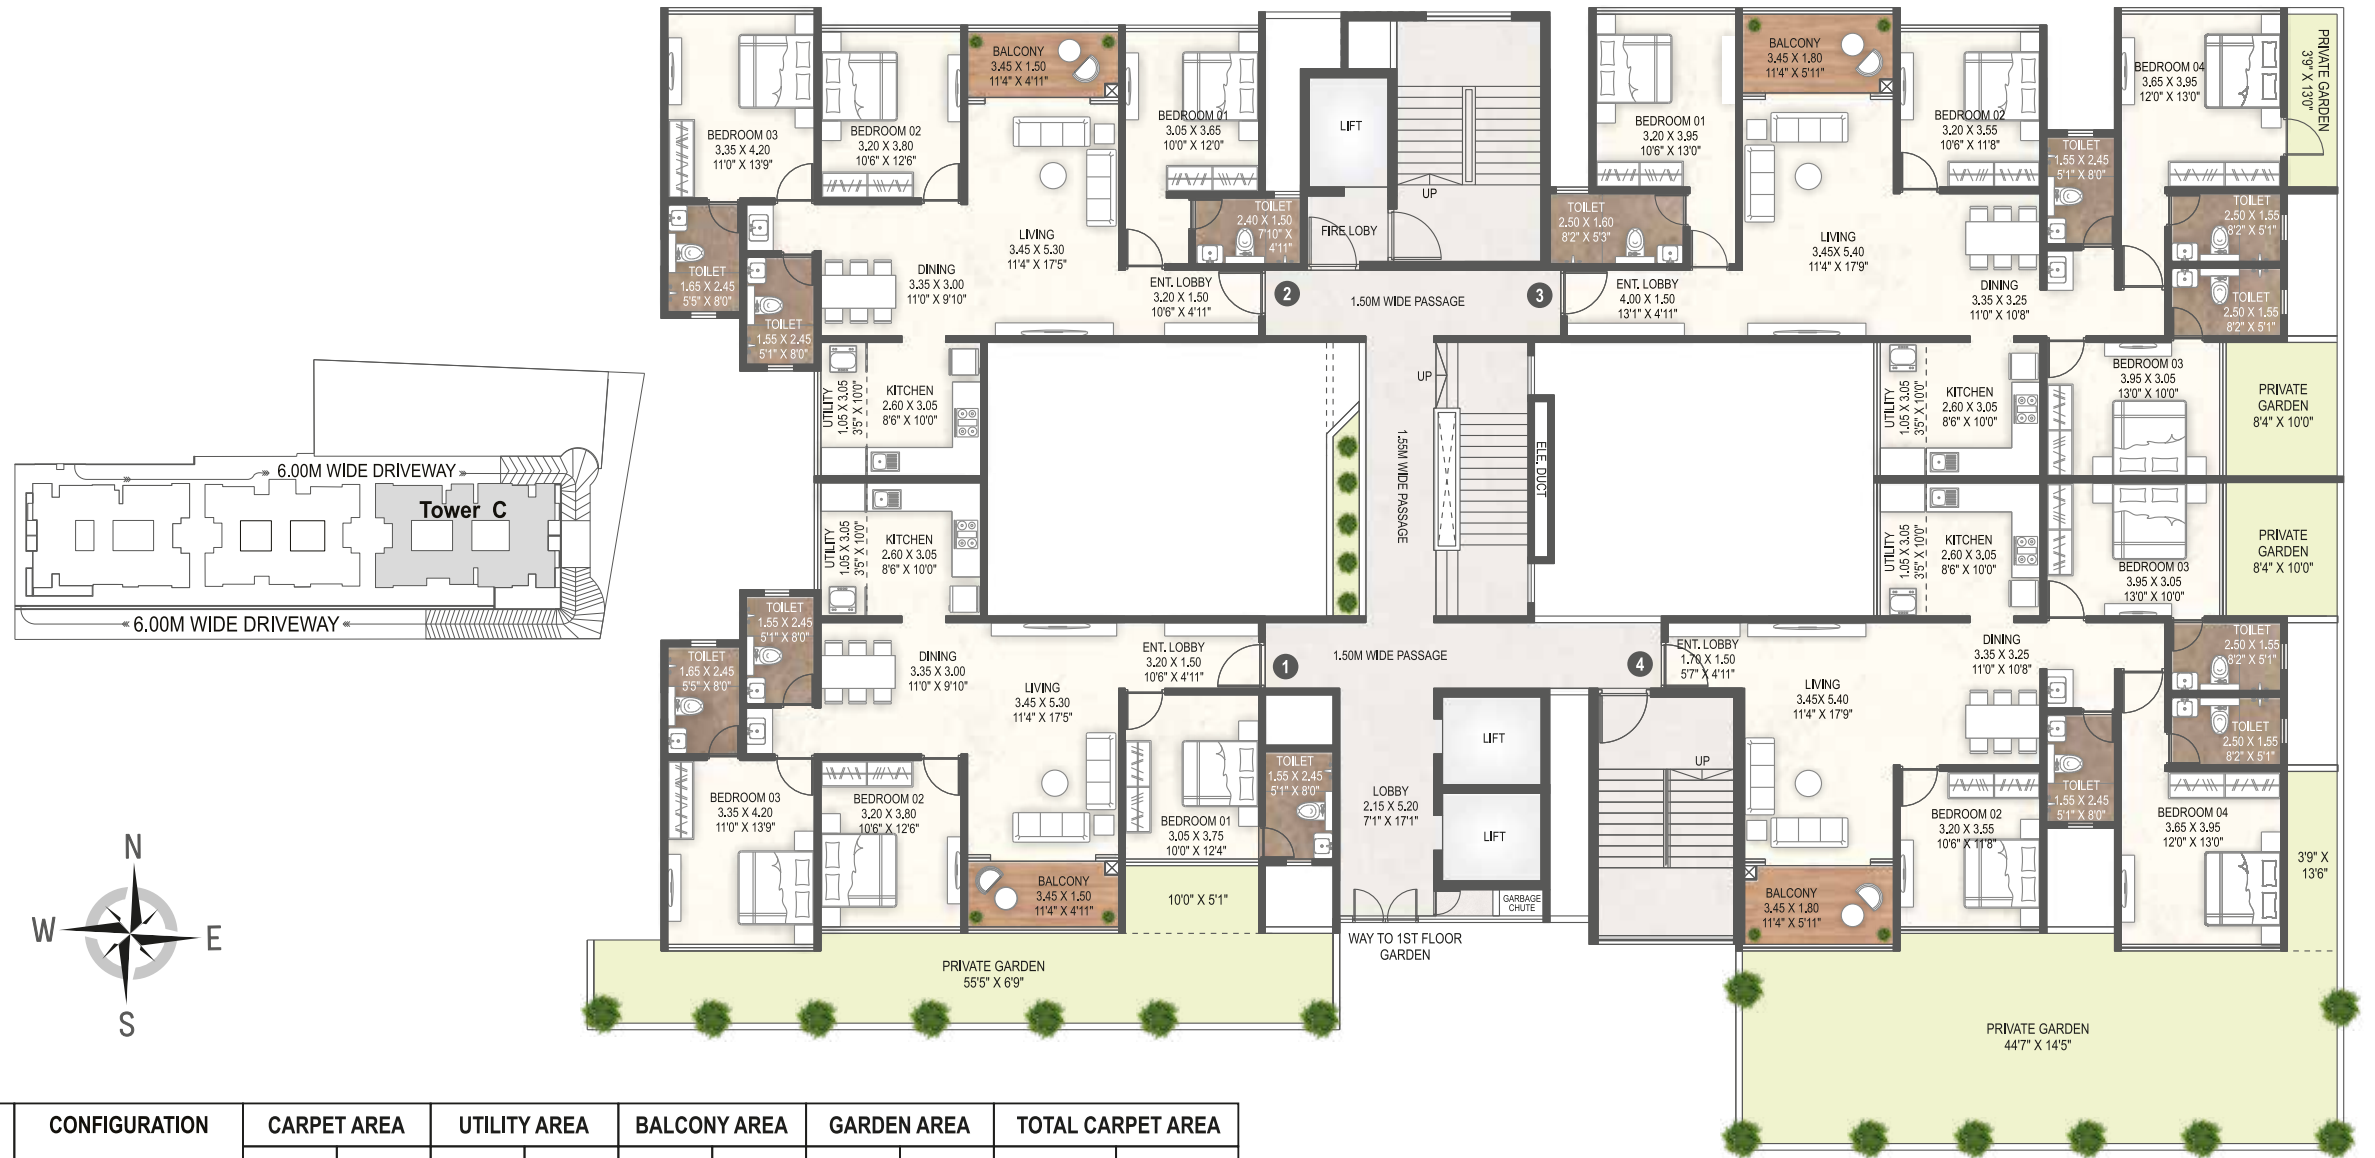 BEDROOM 03
3.35 X 4.20
11'0" X 13'9"
BEDROOM 02
3.20 X 3.80
10'6" X 12'6"
BALCONY
3.45 X 1.50
11'4" X 4'11"
BEDROOM 01
3.05 X 3.65
10'0" X 12'0"
LIFT
UP
FIRE LOBY
TOILET
2.40 X 1.50
7'10" X
4'11"
LIVING
3.45 X 5.30
11'4" X 17'5"
DINING
3.35 X 3.00
11'0" X 9'10"
ENT. LOBBY
3.20 X 1.50
10'6" X 4'11"
TOILET
1.65 X 2.45
5'5" X 8'0"
TOILET
1.55 X 2.45
5'1" X 8'0"
UTILITY
1.05 X 3.05
3'5" X 10'0"
KITCHEN
2.60 X 3.05
8'6" X 10'0"
2
1.50M WIDE PASSAGE
3
BEDROOM 01
3.20 X 3.95
10'6" X 13'0"
BALCONY
3.45 X 1.80
11'4" X 5'11"
BEDROOM 02
3.20 X 3.55
10'6" X 11'8"
BEDROOM 04
3.65 X 3.95
12'0" X 13'0"
PRIVATE GARDEN
3'9" X 13'0"
TOILET
1.55 X 2.45
5'1" X 8'0"
TOILET
2.50 X 1.60
8'2" X 5'3"
TOILET
2.50 X 1.55
8'2" X 5'1"
LIVING
3.45X 5.40
11'4" X 17'9"
ENT. LOBBY
4.00 X 1.50
13'1" X 4'11"
DINING
3.35 X 3.25
11'0" X 10'8"
TOILET
2.50 X 1.55
8'2" X 5'1"
UTILITY
1.05 X 3.05
3'5" X 10'0"
KITCHEN
2.60 X 3.05
8'6" X 10'0"
BEDROOM 03
3.95 X 3.05
13'0" X 10'0"
PRIVATE
GARDEN
8'4" X 10'0"
UP
1.55M WIDE PASSAGE
ELE. DUCT
6.00M WIDE DRIVEWAY
Tower C
6.00M WIDE DRIVEWAY
UTILITY
1.05 X 3.05
3'5" X 10'0"
KITCHEN
2.60 X 3.05
8'6" X 10'0"
TOILET
1.55 X 2.45
5'1" X 8'0"
TOILET
1.65 X 2.45
5'5" X 8'0"
DINING
3.35 X 3.00
11'0" X 9'10"
LIVING
3.45 X 5.30
11'4" X 17'5"
ENT. LOBBY
3.20 X 1.50
10'6" X 4'11"
1
1.50M WIDE PASSAGE
4
BEDROOM 03
3.35 X 4.20
11'0" X 13'9"
BEDROOM 02
3.20 X 3.80
10'6" X 12'6"
BEDROOM 01
3.05 X 3.75
10'0" X 12'4"
TOILET
1.55 X 2.45
5'1" X 8'0"
BALCONY
3.45 X 1.50
11'4" X 4'11"
10'0" X 5'1"
PRIVATE GARDEN
55'5" X 6'9"
LOBBY
2.15 X 5.20
7'1" X 17'1"
LIFT
LIFT
GARBAGE
CHUTE
WAY TO 1ST FLOOR
GARDEN
UP
UTILITY
1.05 X 3.05
3'5" X 10'0"
KITCHEN
2.60 X 3.05
8'6" X 10'0"
BEDROOM 03
3.95 X 3.05
13'0" X 10'0"
PRIVATE
GARDEN
8'4" X 10'0"
ENT. LOBBY
1.70 X 1.50
5'7" X 4'11"
DINING
3.35 X 3.25
11'0" X 10'8"
TOILET
2.50 X 1.55
8'2" X 5'1"
LIVING
3.45X 5.40
11'4" X 17'9"
TOILET
2.50 X 1.55
8'2" X 5'1"
TOILET
1.55 X 2.45
5'1" X 8'0"
BEDROOM 02
3.20 X 3.55
10'6" X 11'8"
BEDROOM 04
3.65 X 3.95
12'0" X 13'0"
3'9" X
13'6"
BALCONY
3.45 X 1.80
11'4" X 5'11"
PRIVATE GARDEN
44'7" X 14'5"
N
W
E
S
CONFIGURATION CARPET AREA UTILITY AREA BALCONY AREA GARDEN AREA TOTAL CARPET AREA